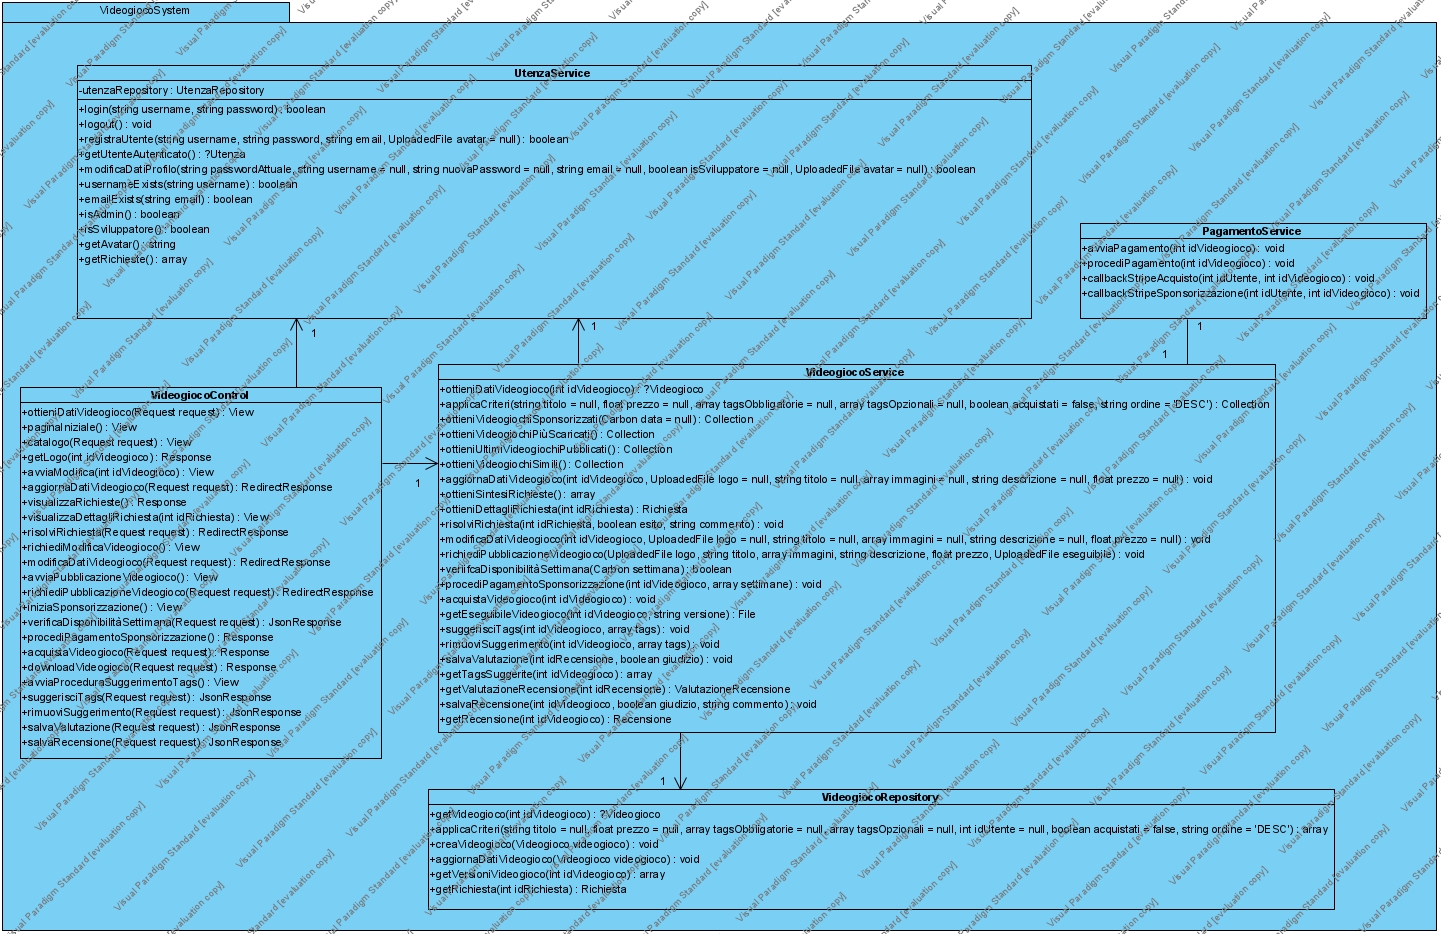 VideogiocoSystem
UtenzaService
-utenzaRepository : UtenzaRepository
+login(string username, string password) : boolean
+logout() : void
+registraUtente(string username, string password, string email, UploadedFile avatar = null) : boolean
+getUtenteAutenticato() : ?Utenza
+modificaDatiProfilo(string passwordAttuale, string username = null, string nuovaPassword = null, string email = null, boolean isSviluppatore = null, UploadedFile avatar = null) : boolean
+usernameExists(string username) : boolean
+emailExists(string email) : boolean
+isAdmin() : boolean
+isSviluppatore() : boolean
+getAvatar() : string
+getRichieste() : array
PagamentoService
+avviaPagamento(int idVideogioco) : void
+procediPagamento(int idVideogioco) : void
+callbackStripeAcquisto(int idUtente, int idVideogioco) : void
+callbackStripeSponsorizzazione(int idUtente, int idVideogioco) : void
1
1
1
1
VideogiocoControl
+ottieniDatiVideogioco(Request request) : View
+paginaIniziale() : View
+catalogo(Request request) : View
+getLogo(int idVideogioco) : Response
+avviaModifica(int idVideogioco) : View
+aggiornaDatiVideogioco(Request request) : RedirectResponse
+visualizzaRichieste() : Response
+visualizzaDettagliRichiesta(int idRichiesta) : View
+risolviRichiesta(Request request) : RedirectResponse
+richiediModificaVideogioco() : View
+modificaDatiVideogioco(Request request) : RedirectResponse
+avviaPubblicazioneVideogioco() : View
+richiediPubblicazioneVideogioco(Request request) : RedirectResponse
+iniziaSponsorizzazione() : View
+verificaDisponibilitàSettimana(Request request) : JsonResponse
+procediPagamentoSponsorizzazione() : Response
+acquistaVideogioco(Request request) : Response
+downloadVideogioco(Request request) : Response
+avviaProceduraSuggerimentoTags() : View
+suggerisciTags(Request request) : JsonResponse
+rimuoviSuggerimento(Request request) : JsonResponse
+salvaValutazione(Request request) : JsonResponse
+salvaRecensione(Request request) : JsonResponse
1
VideogiocoService
+ottieniDatiVideogioco(int idVideogioco) : ?Videogioco
+applicaCriteri(string titolo = null, float prezzo = null, array tagsObbligatorie = null, array tagsOpzionali = null, boolean acquistati = false, string ordine = 'DESC') : Collection
+ottieniVideogiochiSponsorizzati(Carbon data = null) : Collection
+ottieniVideogiochiPiùScaricati() : Collection
+ottieniUltimiVideogiochiPubblicati() : Collection
+ottieniVideogiochiSimili() : Collection
+aggiornaDatiVideogioco(int idVideogioco, UploadedFile logo = null, string titolo = null, array immagini = null, string descrizione = null, float prezzo = null) : void
+ottieniSintesiRichieste() : array
+ottieniDettagliRichiesta(int idRichiesta) : Richiesta
+risolviRichiesta(int idRichiesta, boolean esito, string commento) : void
+modificaDatiVideogioco(int idVideogioco, UploadedFile logo = null, string titolo = null, array immagini = null, string descrizione = null, float prezzo = null) : void
+richiediPubblicazioneVideogioco(UploadedFile logo, string titolo, array immagini, string descrizione, float prezzo, UploadedFile eseguibile) : void
+veriifcaDisponibilitàSettimana(Carbon settimana) : boolean
+procediPagamentoSponsorizzazione(int idVideogioco, array settimane) : void
+acquistaVideogioco(int idVideogioco) : void
+getEseguibileVideogioco(int idVideogioco, string versione) : File
+suggerisciTags(int idVideogioco, array tags) : void
+rimuoviSuggerimento(int idVideogioco, array tags) : void
+salvaValutazione(int idRecensione, boolean giudizio) : void
+getTagsSuggerite(int idVideogioco) : array
+getValutazioneRecensione(int idRecensione) : ValutazioneRecensione
+salvaRecensione(int idVideogioco, boolean giudizio, string commento) : void
+getRecensione(int idVideogioco) : Recensione
1
VideogiocoRepository
+getVideogioco(int idVideogioco) : ?Videogioco
+applicaCriteri(string titolo = null, float prezzo = null, array tagsObbligatorie = null, array tagsOpzionali = null, int idUtente = null, boolean acquistati = false, string ordine = 'DESC') : array
+creaVideogioco(Videogioco videogioco) : void
+aggiornaDatiVideogioco(Videogioco videogioco) : void
+getVersioniVideogioco(int idVideogioco) : array
+getRichiesta(int idRichiesta) : Richiesta
Visual Paradigm Standard [evaluation copy]